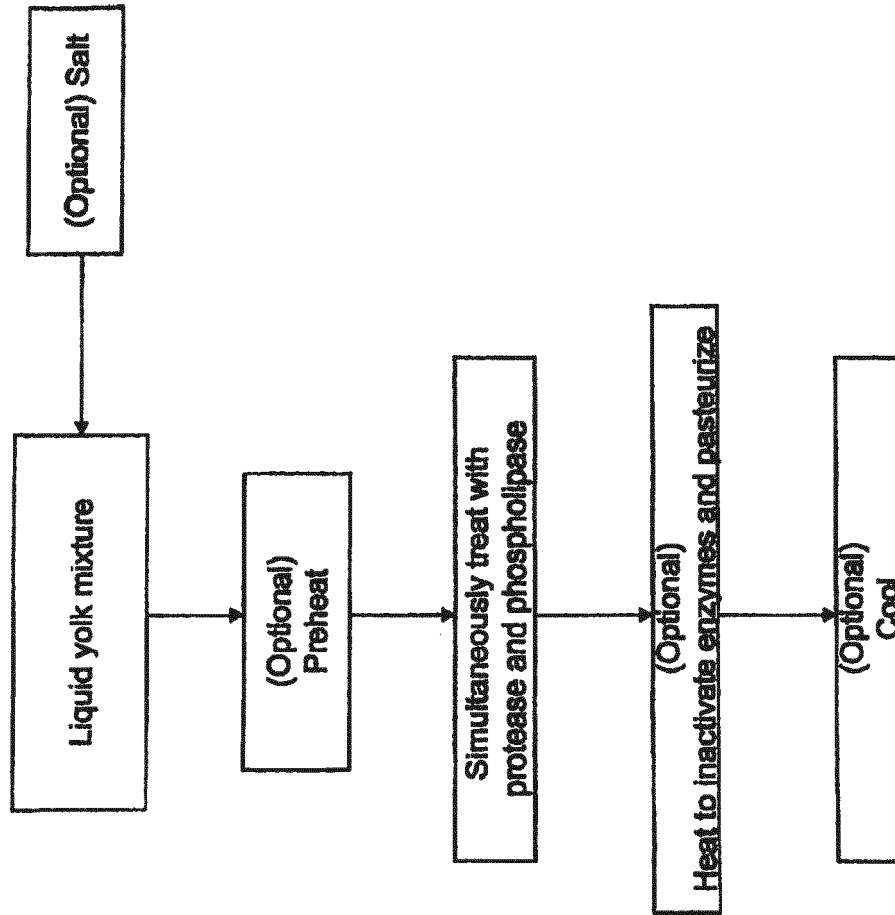 (Optional) Salt
Liquid yolk mixture
(Optional)
Preheat
Simultaneously treat with
protease and phospholipase
(Optional)
Heat to inactivate enzymes and pasteurize
(Optional)
Cool